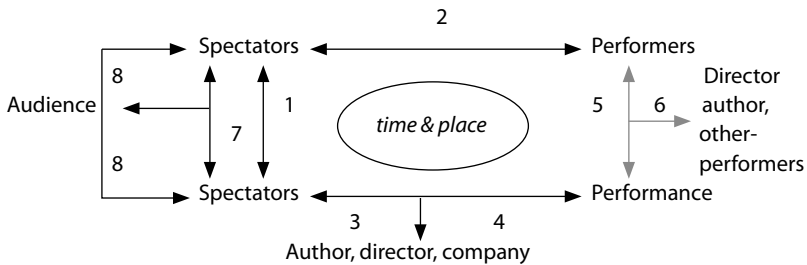 2
Spectators
Performers
8
Director
author,
other-
performers
Audience
1
time & place
5
6
7
8
Spectators
Performance
3
4
Author, director, company